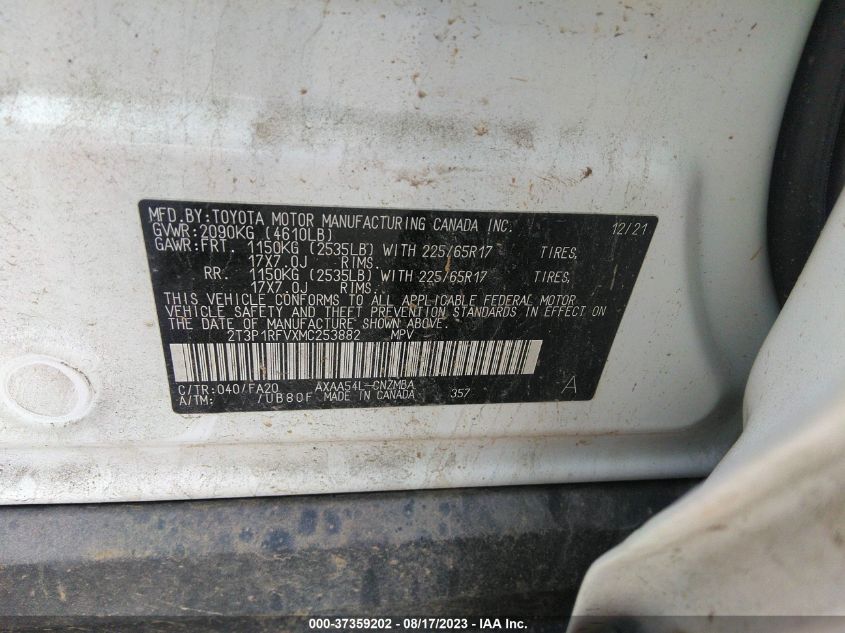 MFD.BY:TOYOTA MOTOR MANUFACTURING CANADA INC. 12/21
GVWR:2090KG (4610LB)
GAWR:FRT. 1150KG (2535LB) WITH 225/65R17 TIRES,
17X7.0J RIMS.
RR. 1150KG (2535LB) WITH 225/65R17 TIRES,
17X7.0J RIMS.
THIS VEHICLE CONFORMS TO ALL APPLICABLE FEDERAL MOTOR
VEHICLE SAFETY AND THEFT PREVENTION STANDARDS IN EFFECT ON
THE DATE OF MANUFACTURE SHOWN ABOVE.
2T3P1RFVXMC253882 MPV
C/TR:040/FA20 AXAA54L-CNZMBA A
A/TM: /UB80F MADE IN CANADA 357
000-37359202 - 08/17/2023 - IAA Inc.